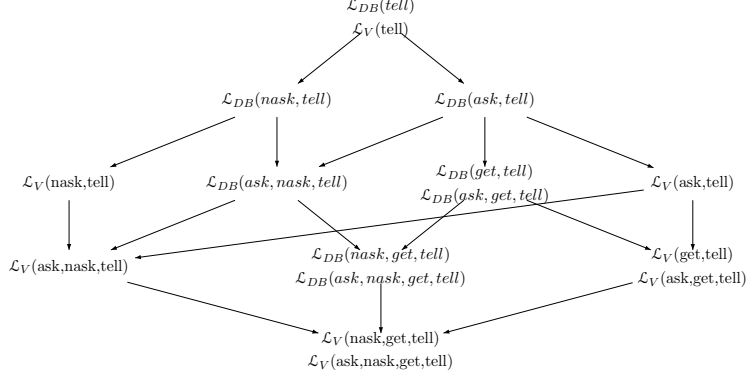 ℒ_DB(tell)
ℒ_V(tell)
ℒ_DB(nask, tell)
ℒ_DB(ask, tell)
ℒ_V(nask,tell)
ℒ_DB(ask, nask, tell)
ℒ_DB(get, tell)
ℒ_DB(ask, get, tell)
ℒ_V(ask,tell)
ℒ_V(ask,nask,tell)
ℒ_DB(nask, get, tell)
ℒ_DB(ask, nask, get, tell)
ℒ_V(get,tell)
ℒ_V(ask,get,tell)
ℒ_V(nask,get,tell)
ℒ_V(ask,nask,get,tell)